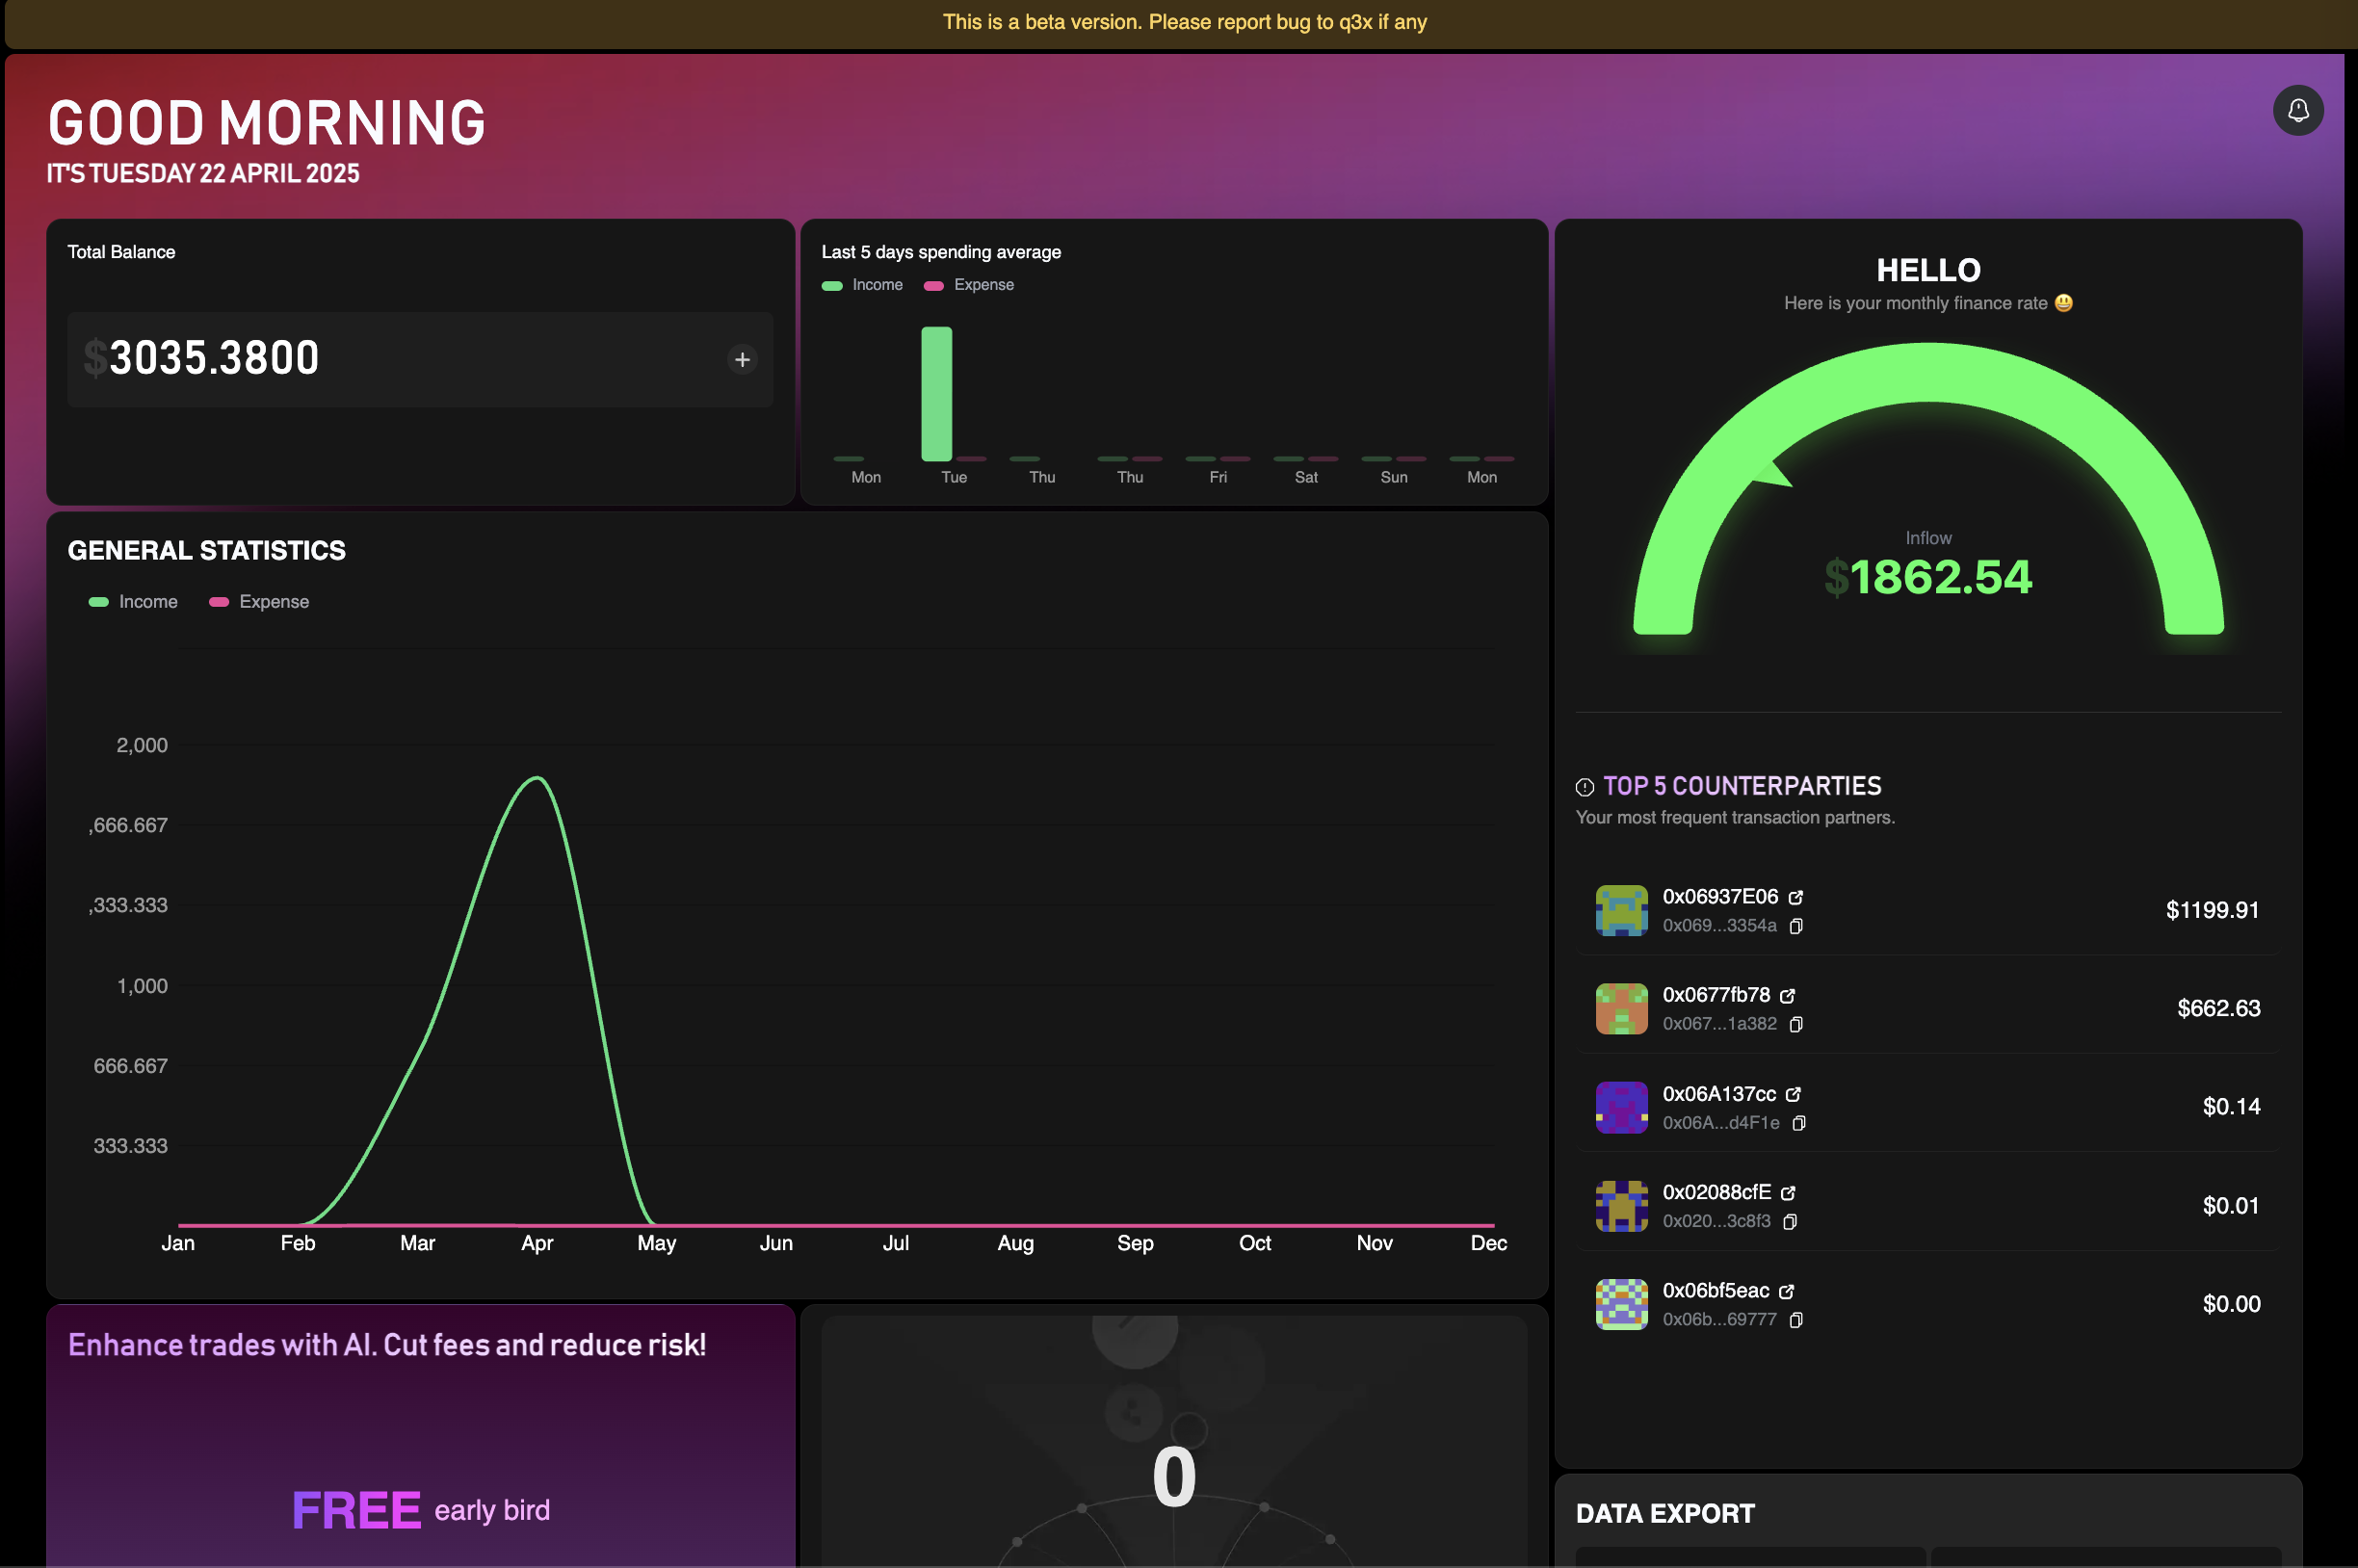 This is a beta version. Please report bug to q3x if any
GOOD MORNING
IT'S TUESDAY 22 APRIL 2025
Total Balance
$3035.3800
+
Last 5 days spending average
Income Expense
Mon Tue Thu Thu Fri Sat Sun Mon
HELLO
Here is your monthly finance rate 😃
Inflow
$1862.54
GENERAL STATISTICS
Income Expense
2,000
,666.667
,333.333
1,000
666.667
333.333
Jan Feb Mar Apr May Jun Jul Aug Sep Oct Nov Dec
TOP 5 COUNTERPARTIES
Your most frequent transaction partners.
0x06937E06
0x069...3354a
$1199.91
0x0677fb78
0x067...1a382
$662.63
0x06A137cc
0x06A...d4F1e
$0.14
0x02088cfE
0x020...3c8f3
$0.01
0x06bf5eac
0x06b...69777
$0.00
Enhance trades with AI. Cut fees and reduce risk!
FREE early bird
0
DATA EXPORT